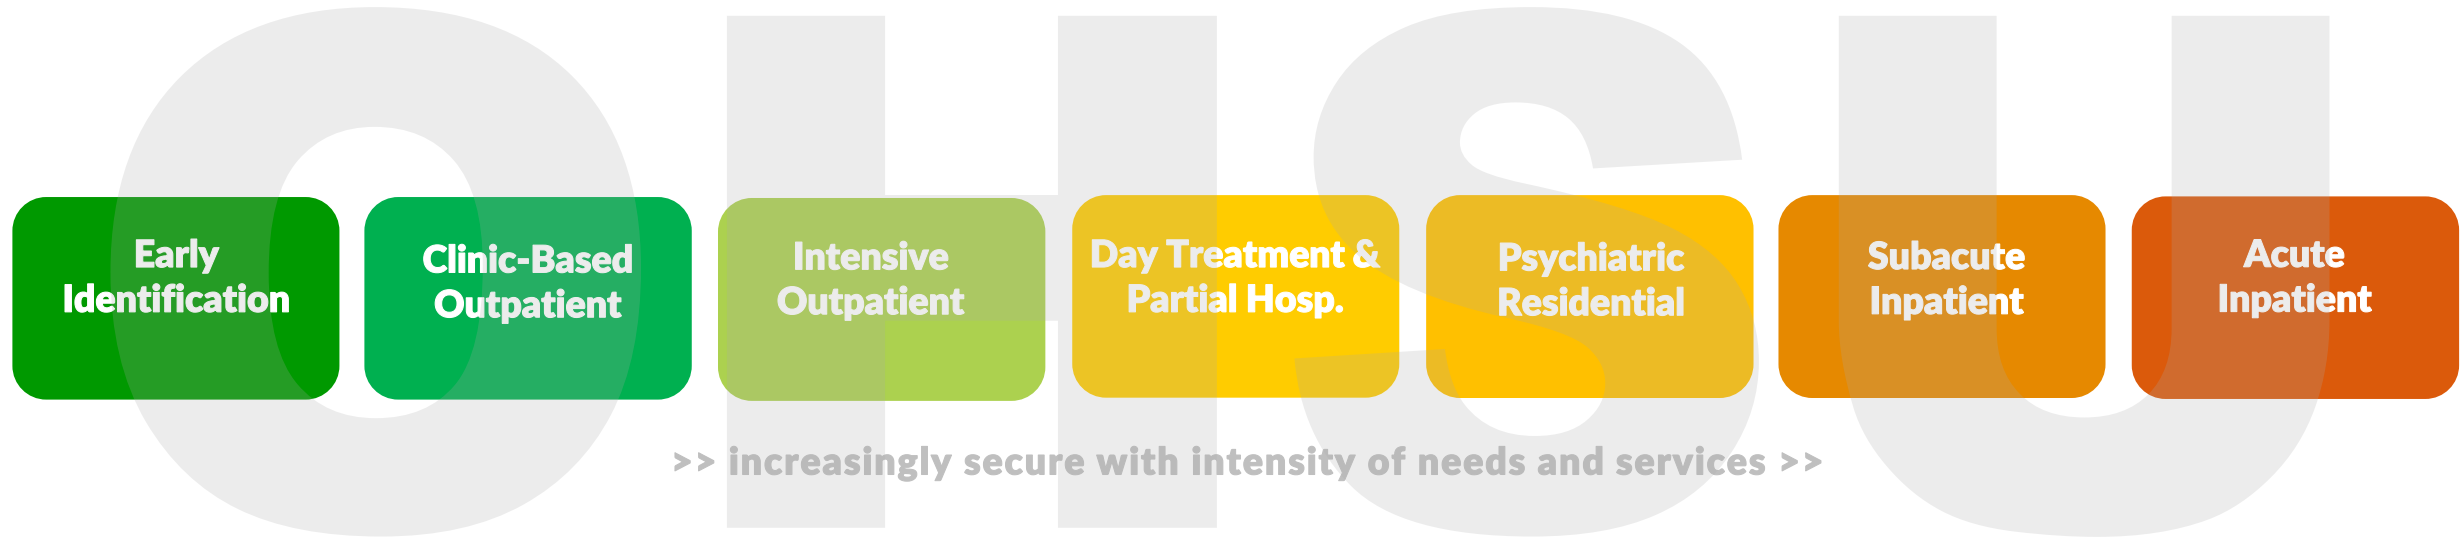 OHSU
Early
Identification
Clinic-Based
Outpatient
Intensive
Outpatient
Day Treatment &
Partial Hosp.
Psychiatric
Residential
Subacute
Inpatient
Acute
Inpatient
>> increasingly secure with intensity of needs and services >>